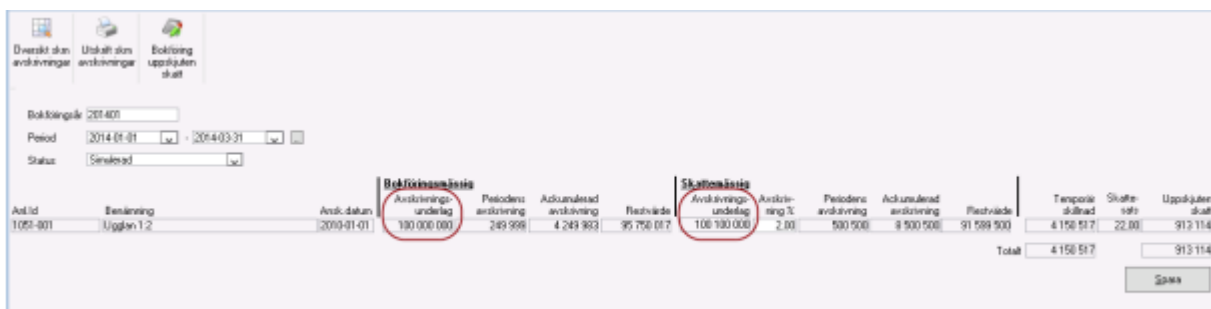 Översikt skm avskrivningar
Utskrift skm avskrivningar
Bokföring uppskjuten skatt
Bokföringsår 201401
Period 2014-01-01 - 2014-03-31
Status Simulerad
Bokföringsmässig Skattemässig
Anl.Id Benämning Ansk.datum Avskrivnings-underlag Periodens avskrivning Ackumulerad avskrivning Restvärde Avskrivnings-underlag Avskriv-ning % Periodens avskrivning Ackumulerad avskrivning Restvärde Temporär skillnad Skatte-sats Uppskjuten skatt
1051-001 Ugglan 1:2 2010-01-01 100 000 000 249 999 4 249 983 95 750 017 100 100 000 2,00 500 500 8 500 500 91 599 500 4 150 517 22,00 913 114
Totalt 4 150 517 913 114
Spara